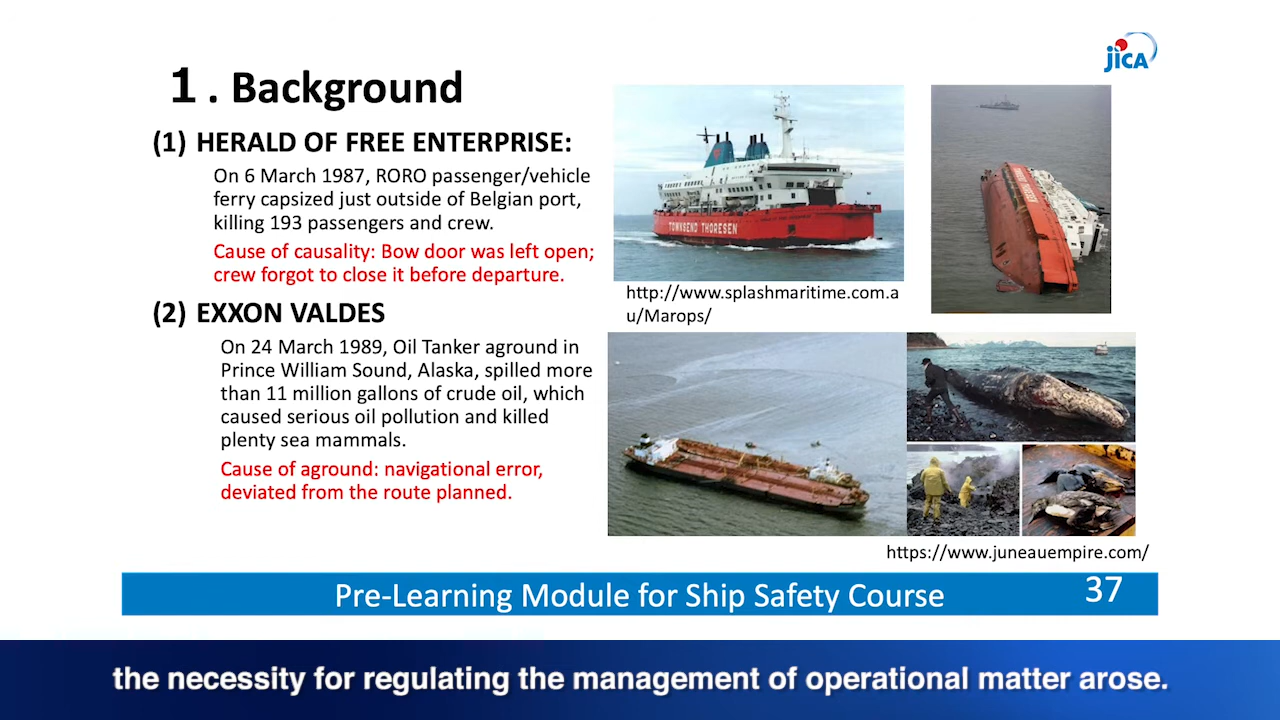 JICA
1. Background
(1) HERALD OF FREE ENTERPRISE:
On 6 March 1987, RORO passenger/vehicle
ferry capsized just outside of Belgian port,
killing 193 passengers and crew.
Cause of causality: Bow door was left open;
crew forgot to close it before departure.
TOWNSEND THORESEN
http://www.splashmaritime.com.a
u/Marops/
(2) EXXON VALDES
On 24 March 1989, Oil Tanker aground in
Prince William Sound, Alaska, spilled more
than 11 million gallons of crude oil, which
caused serious oil pollution and killed
plenty sea mammals.
Cause of aground: navigational error,
deviated from the route planned.
https://www.juneauempire.com/
Pre-Learning Module for Ship Safety Course
37
the necessity for regulating the management of operational matter arose.